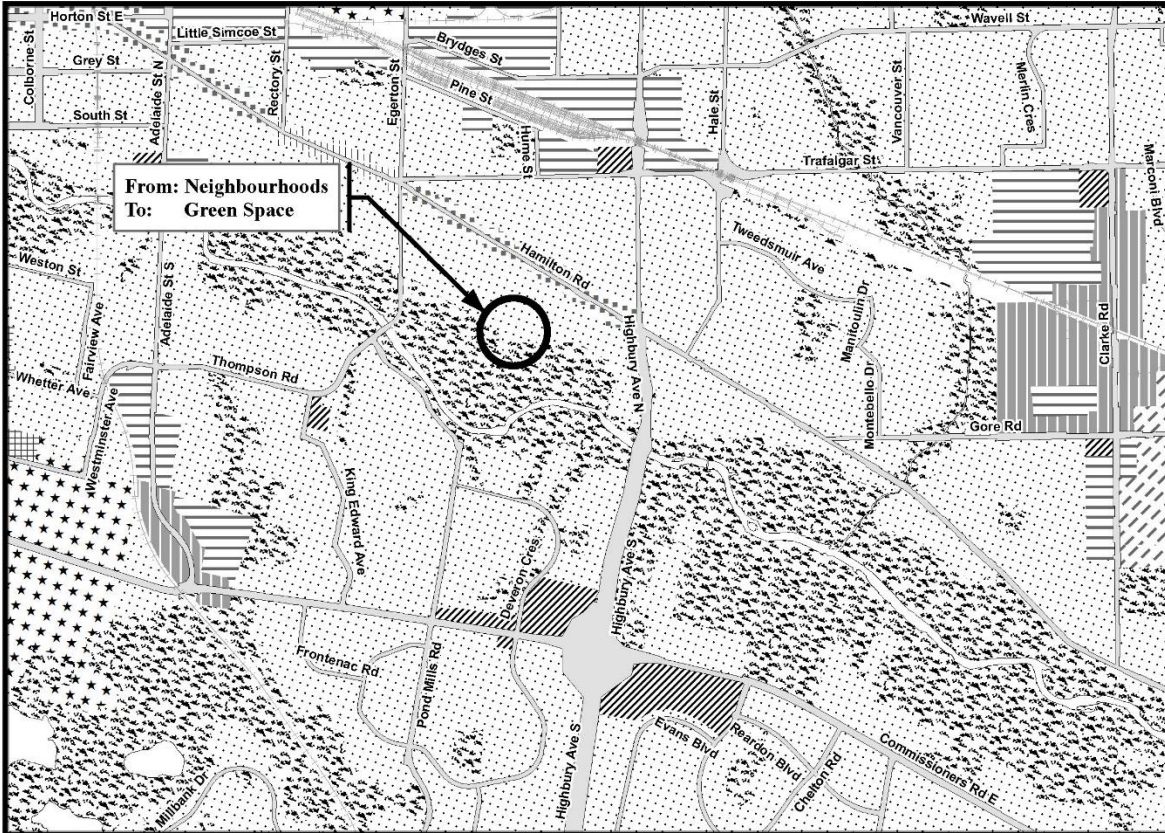 Horton St E
Wavell St
Little Simcoe St
Brydges St
Grey St
Colborne St
Adelaide St N
Rectory St
Egerton St
Pine St
Hale St
Vancouver St
Merlin Cres
South St
Hume St
Trafalgar St
Marconi Blvd
From: Neighbourhoods
To: Green Space
Hamilton Rd
Tweedsmuir Ave
Weston St
Fairview Ave
Adelaide St S
Manitoulin Dr
Clarke Rd
Highbury Ave N
Thompson Rd
Whetter Ave
Westminster Ave
Montebello Dr
Gore Rd
King Edward Ave
Deveron Cres
Highbury Ave S
Frontenac Rd
Pond Mills Rd
Evans Blvd
Reardon Blvd
Commissioners Rd E
Chelton Rd
Highbury Ave S
Millbank Dr